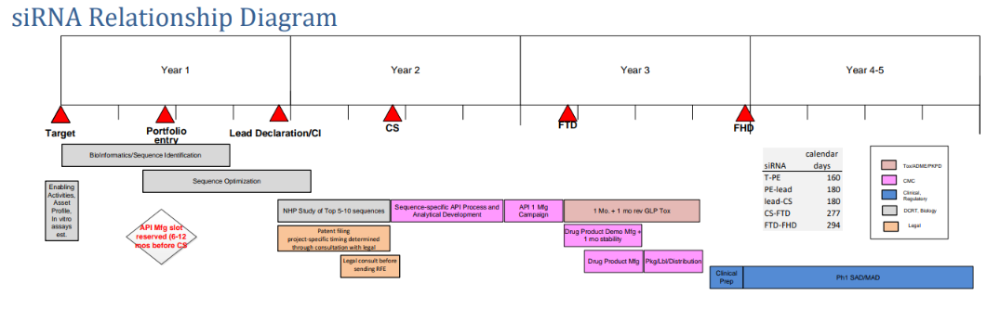 siRNA Relationship Diagram
Year 1
Year 2
Year 3
Year 4-5
Target
Portfolio
entry
Lead Declaration/CI
CS
FTD
FHD
BioInformatics/Sequence Identification
Sequence Optimization
Enabling
Activities,
Asset
Profile,
In vitro
assays
est.
API Mfg slot
reserved (6-12
mos before CS
NHP Study of Top 5-10 sequences
Sequence-specific API Process and
Analytical Development
API 1 Mfg
Campaign
1 Mo. + 1 mo rev GLP Tox
Patent filing
project-specific timing determined
through consultation with legal
Legal consult before
sending RFE
Drug Product Demo Mfg +
1 mo stability
Drug Product Mfg
Pkg/Lbl/Distribution
Clinical
Prep
Ph1 SAD/MAD
calendar
siRNA days
T-PE 160
PE-lead 180
lead-CS 180
CS-FTD 277
FTD-FHD 294
Tox/ADME/PKPD
CMC
Clinical,
Regulatory
DCRT, Biology
Legal